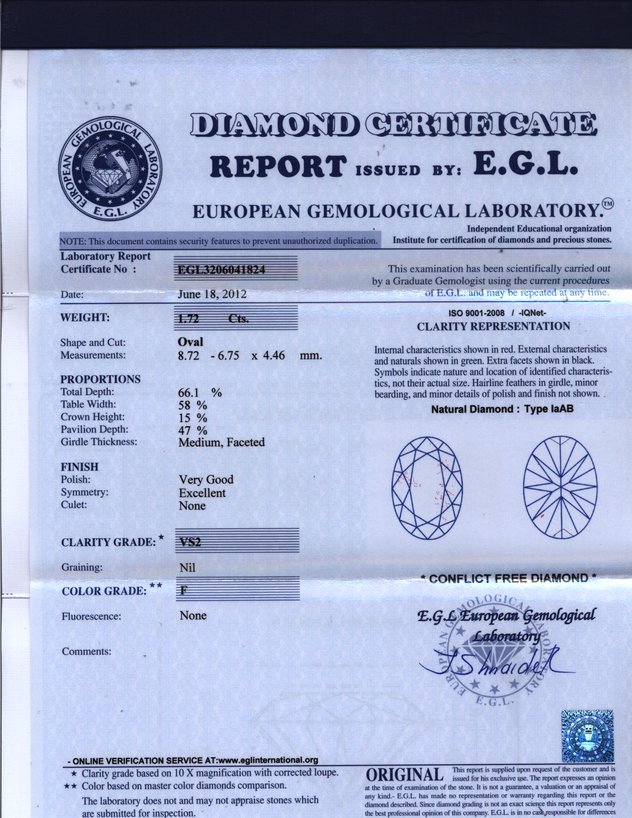 DIAMOND CERTIFICATE
REPORT ISSUED BY: E.G.L.
EUROPEAN GEMOLOGICAL LABORATORY.™
EUROPEAN GEMOLOGICAL LABORATORY
E.G.L.
Independent Educational organization
Institute for certification of diamonds and precious stones.
NOTE: This document contains security features to prevent unauthorized duplication.
Laboratory Report
Certificate No : EGL3206041824
Date: June 18, 2012
WEIGHT: 1.72 Cts.
Shape and Cut: Oval
Measurements: 8.72 - 6.75 x 4.46 mm.
PROPORTIONS
Total Depth: 66.1 %
Table Width: 58 %
Crown Height: 15 %
Pavilion Depth: 47 %
Girdle Thickness: Medium, Faceted
FINISH
Polish: Very Good
Symmetry: Excellent
Culet: None
CLARITY GRADE: ★ VS2
Graining: Nil
COLOR GRADE: ★★ F
Fluorescence: None
Comments:
This examination has been scientifically carried out
by a Graduate Gemologist using the current procedures
of E.G.L. and may be repeated at any time.
ISO 9001-2008 / -IQNet-
CLARITY REPRESENTATION
Internal characteristics shown in red. External characteristics
and naturals shown in green. Extra facets shown in black.
Symbols indicate nature and location of identified characteris-
tics, not their actual size. Hairline feathers in girdle, minor
bearding, and minor details of polish and finish not shown.
Natural Diamond : Type IaAB
* CONFLICT FREE DIAMOND *
E.G.L European Gemological
Laboratory
EUROPEAN GEMOLOGICAL LABORATORY
E.G.L.
- ONLINE VERIFICATION SERVICE AT:www.eglinternational.org
★ Clarity grade based on 10 X magnification with corrected loupe.
★★ Color based on master color diamonds comparison.
The laboratory does not and may not appraise stones which
are submitted for inspection.
ORIGINAL This report is supplied upon request of the customer and is
issued for his exclusive use. The report expresses an opinion
at the time of examination of the stone. It is not a guarantee, a valuation or an appraisal of
any kind.- E.G.L. has made no representation or warranty regarding this report or the
diamond described. Since diamond grading is not an exact science this report represents only
the best professional opinion of this company. E.G.L. is in no case responsible for differences